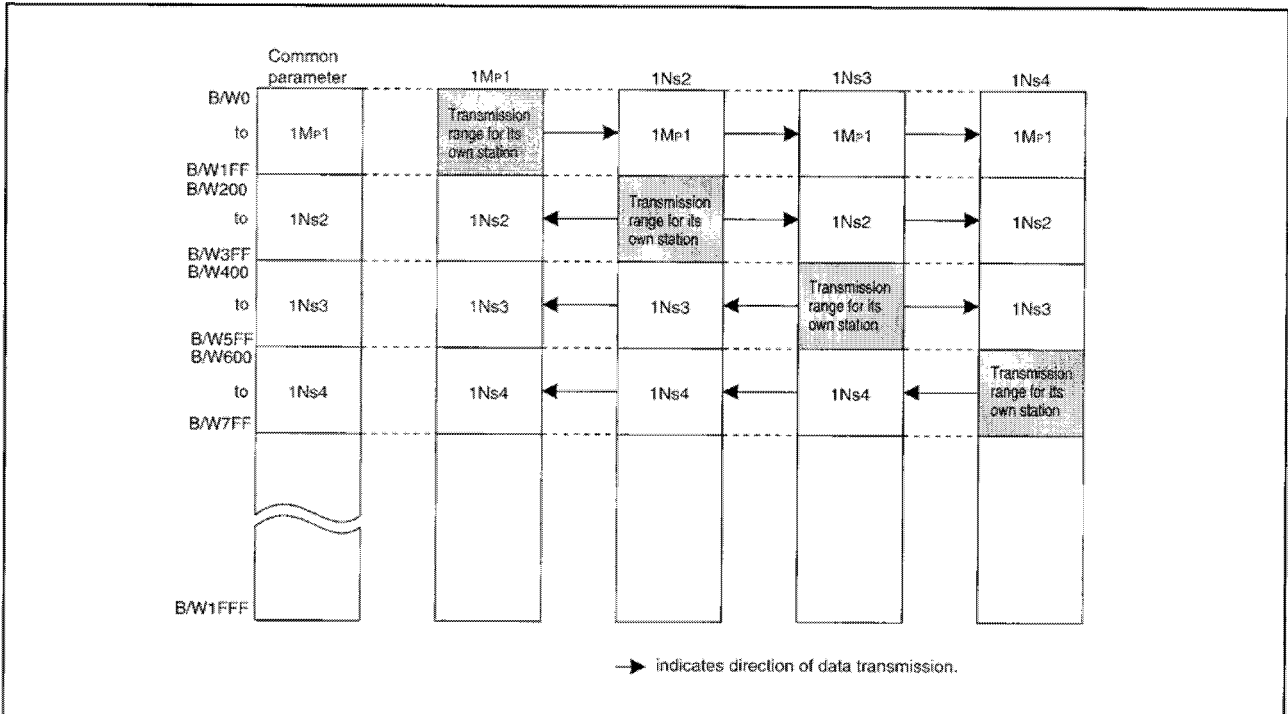 Common
parameter
1MP1
1Ns2
1Ns3
1Ns4
B/W0
to
B/W1FF
1MP1
Transmission
range for its
own station
1MP1
1MP1
1MP1
B/W200
to
B/W3FF
1Ns2
1Ns2
Transmission
range for its
own station
1Ns2
1Ns2
B/W400
to
B/W5FF
1Ns3
1Ns3
1Ns3
Transmission
range for its
own station
1Ns3
B/W600
to
B/W7FF
1Ns4
1Ns4
1Ns4
1Ns4
Transmission
range for its
own station
B/W1FFF
indicates direction of data transmission.